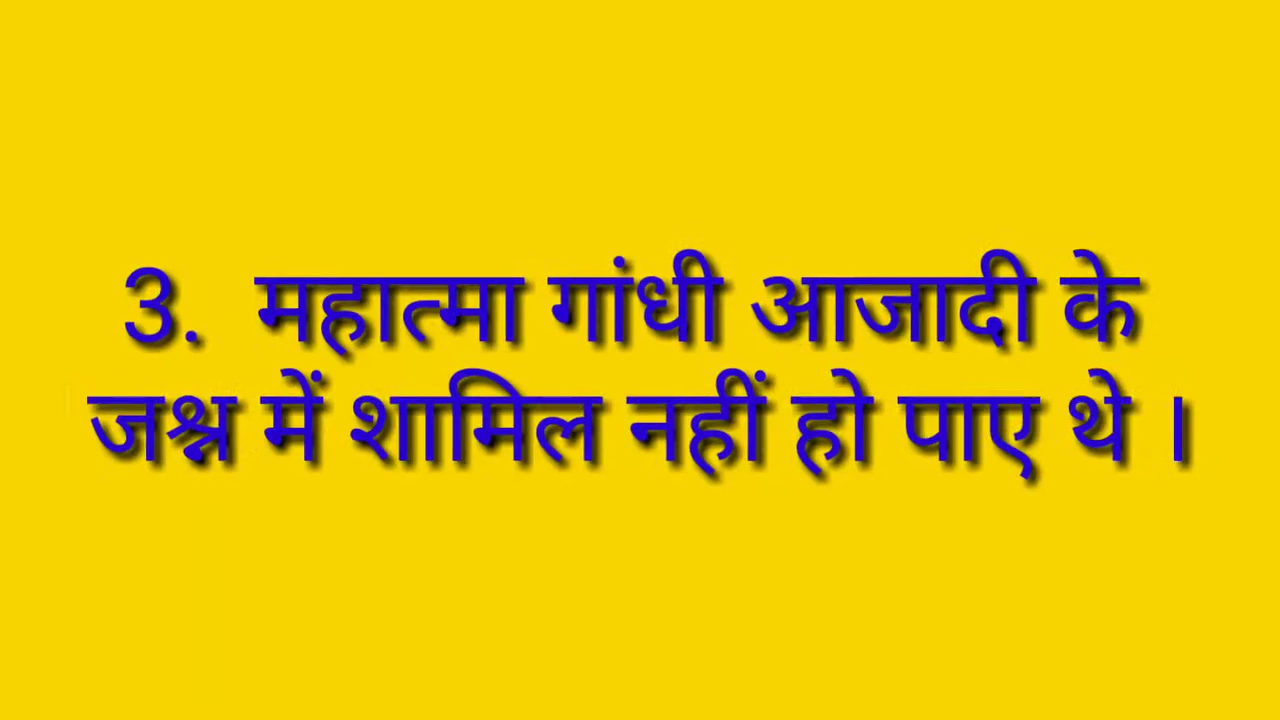 3. महात्मा गांधी आजादी के
जश्न में शामिल नहीं हो पाए थे ।